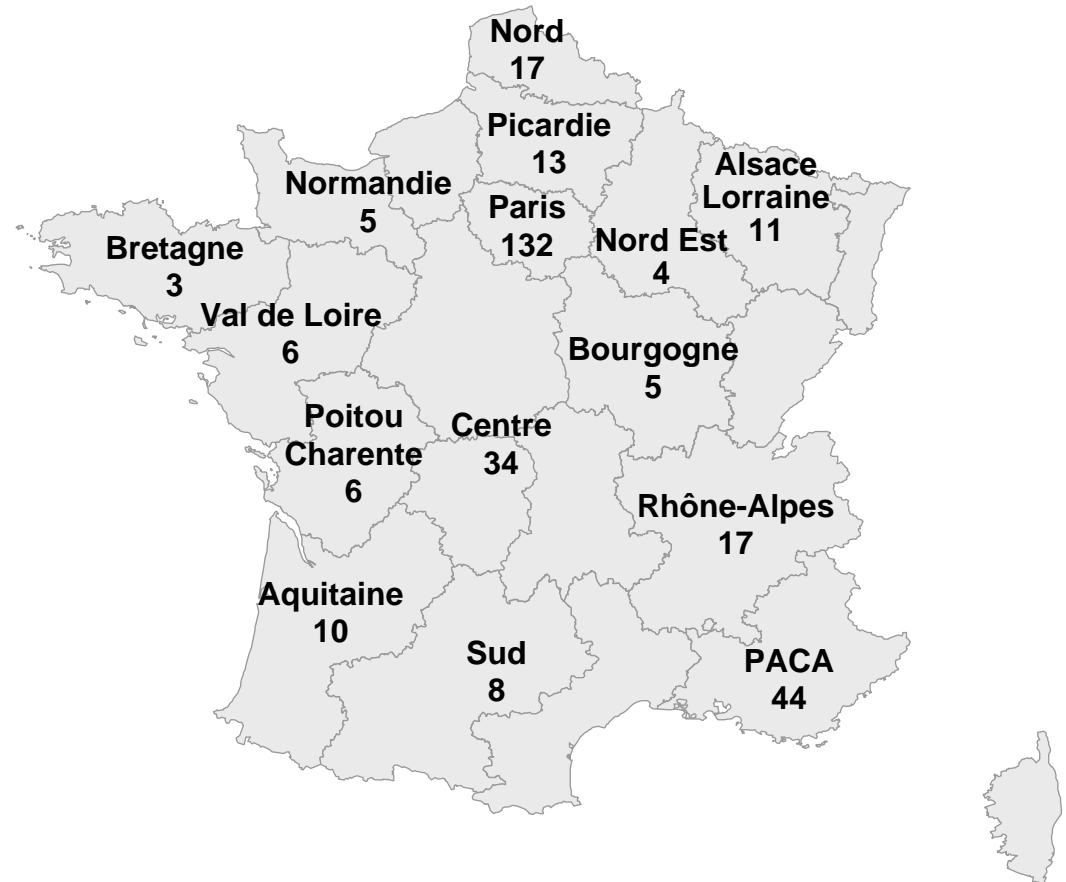 Nord
17
Picardie
13
Alsace
Lorraine
11
Normandie
5
Paris
132
Nord Est
4
Bretagne
3
Val de Loire
6
Bourgogne
5
Poitou
Charente
6
Centre
34
Rhône-Alpes
17
Aquitaine
10
Sud
8
PACA
44